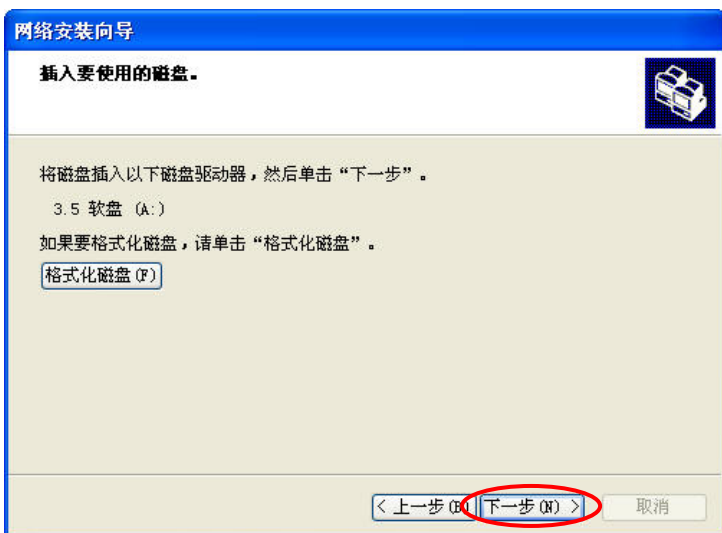 网络安装向导
插入要使用的磁盘。
将磁盘插入以下磁盘驱动器，然后单击“下一步”。
3.5 软盘 (A:)
如果要格式化磁盘，请单击“格式化磁盘”。
格式化磁盘(F)
< 上一步(B) 下一步(N) > 取消